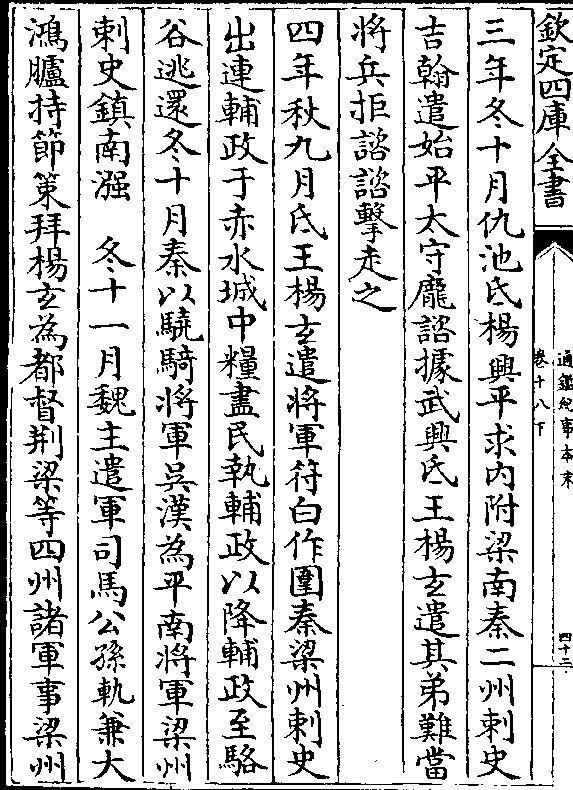 欽定四庫全書
通鑑紀事本末
卷十八下
四十二
三年冬十月仇池氐楊興平求内附梁南秦二州刺史
吉翰遣始平太守龐諮據武興氐王楊玄遣其弟難當
將兵拒諮諮擊走之
四年秋九月氐王楊玄遣將軍苻白作圍秦梁州刺史
出連輔政于赤水城中糧盡民執輔政以降輔政至駱
谷逃還冬十月秦以驍騎將軍吳漢為平南將軍梁州
刺史鎮南漒 冬十一月魏主遣軍司馬公孫軌兼大
鴻臚持節策拜楊玄為都督荆梁等四州諸軍事梁州